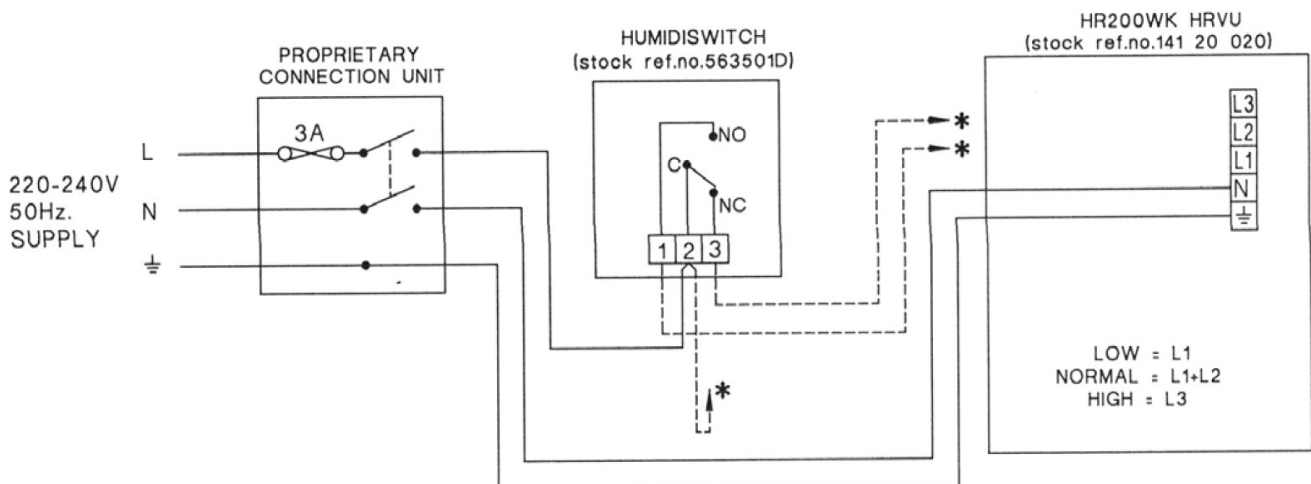 HR200WK HRVU
(stock ref.no.141 20 020)
HUMIDISWITCH
(stock ref.no.563501D)
PROPRIETARY
CONNECTION UNIT
3A
L
220-240V
50Hz.
SUPPLY
N
NO
C
NC
1 2 3
*
*
*
L3
L2
L1
N
LOW = L1
NORMAL = L1+L2
HIGH = L3